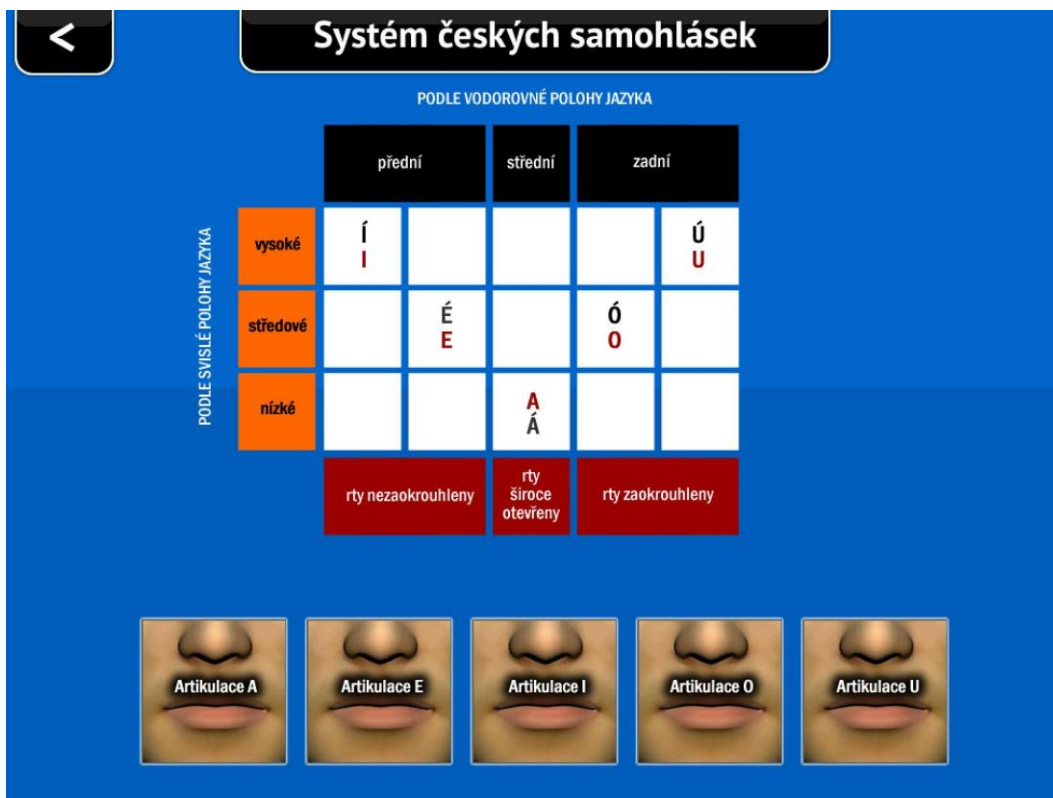 <
Systém českých samohlásek
PODLE VODOROVNÉ POLOHY JAZYKA
přední střední zadní
PODLE SVISLÉ POLOHY JAZYKA
vysoké Í Ú
I U
středové É Ó
E O
nízké A
Á
rty nezaokrouhleny rty široce otevřeny rty zaokrouhleny
Artikulace A Artikulace E Artikulace I Artikulace O Artikulace U